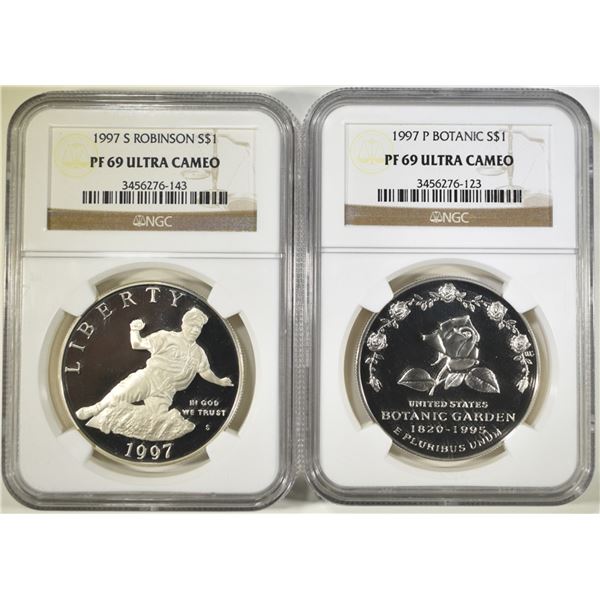 1997 S ROBINSON S$1
PF 69 ULTRA CAMEO
3456276-143
NGC
LIBERTY
IN GOD
WE TRUST
S
1997
1997 P BOTANIC S$1
PF 69 ULTRA CAMEO
3456276-123
NGC
UNITED STATES
BOTANIC GARDEN
1820-1995
E PLURIBUS UNUM